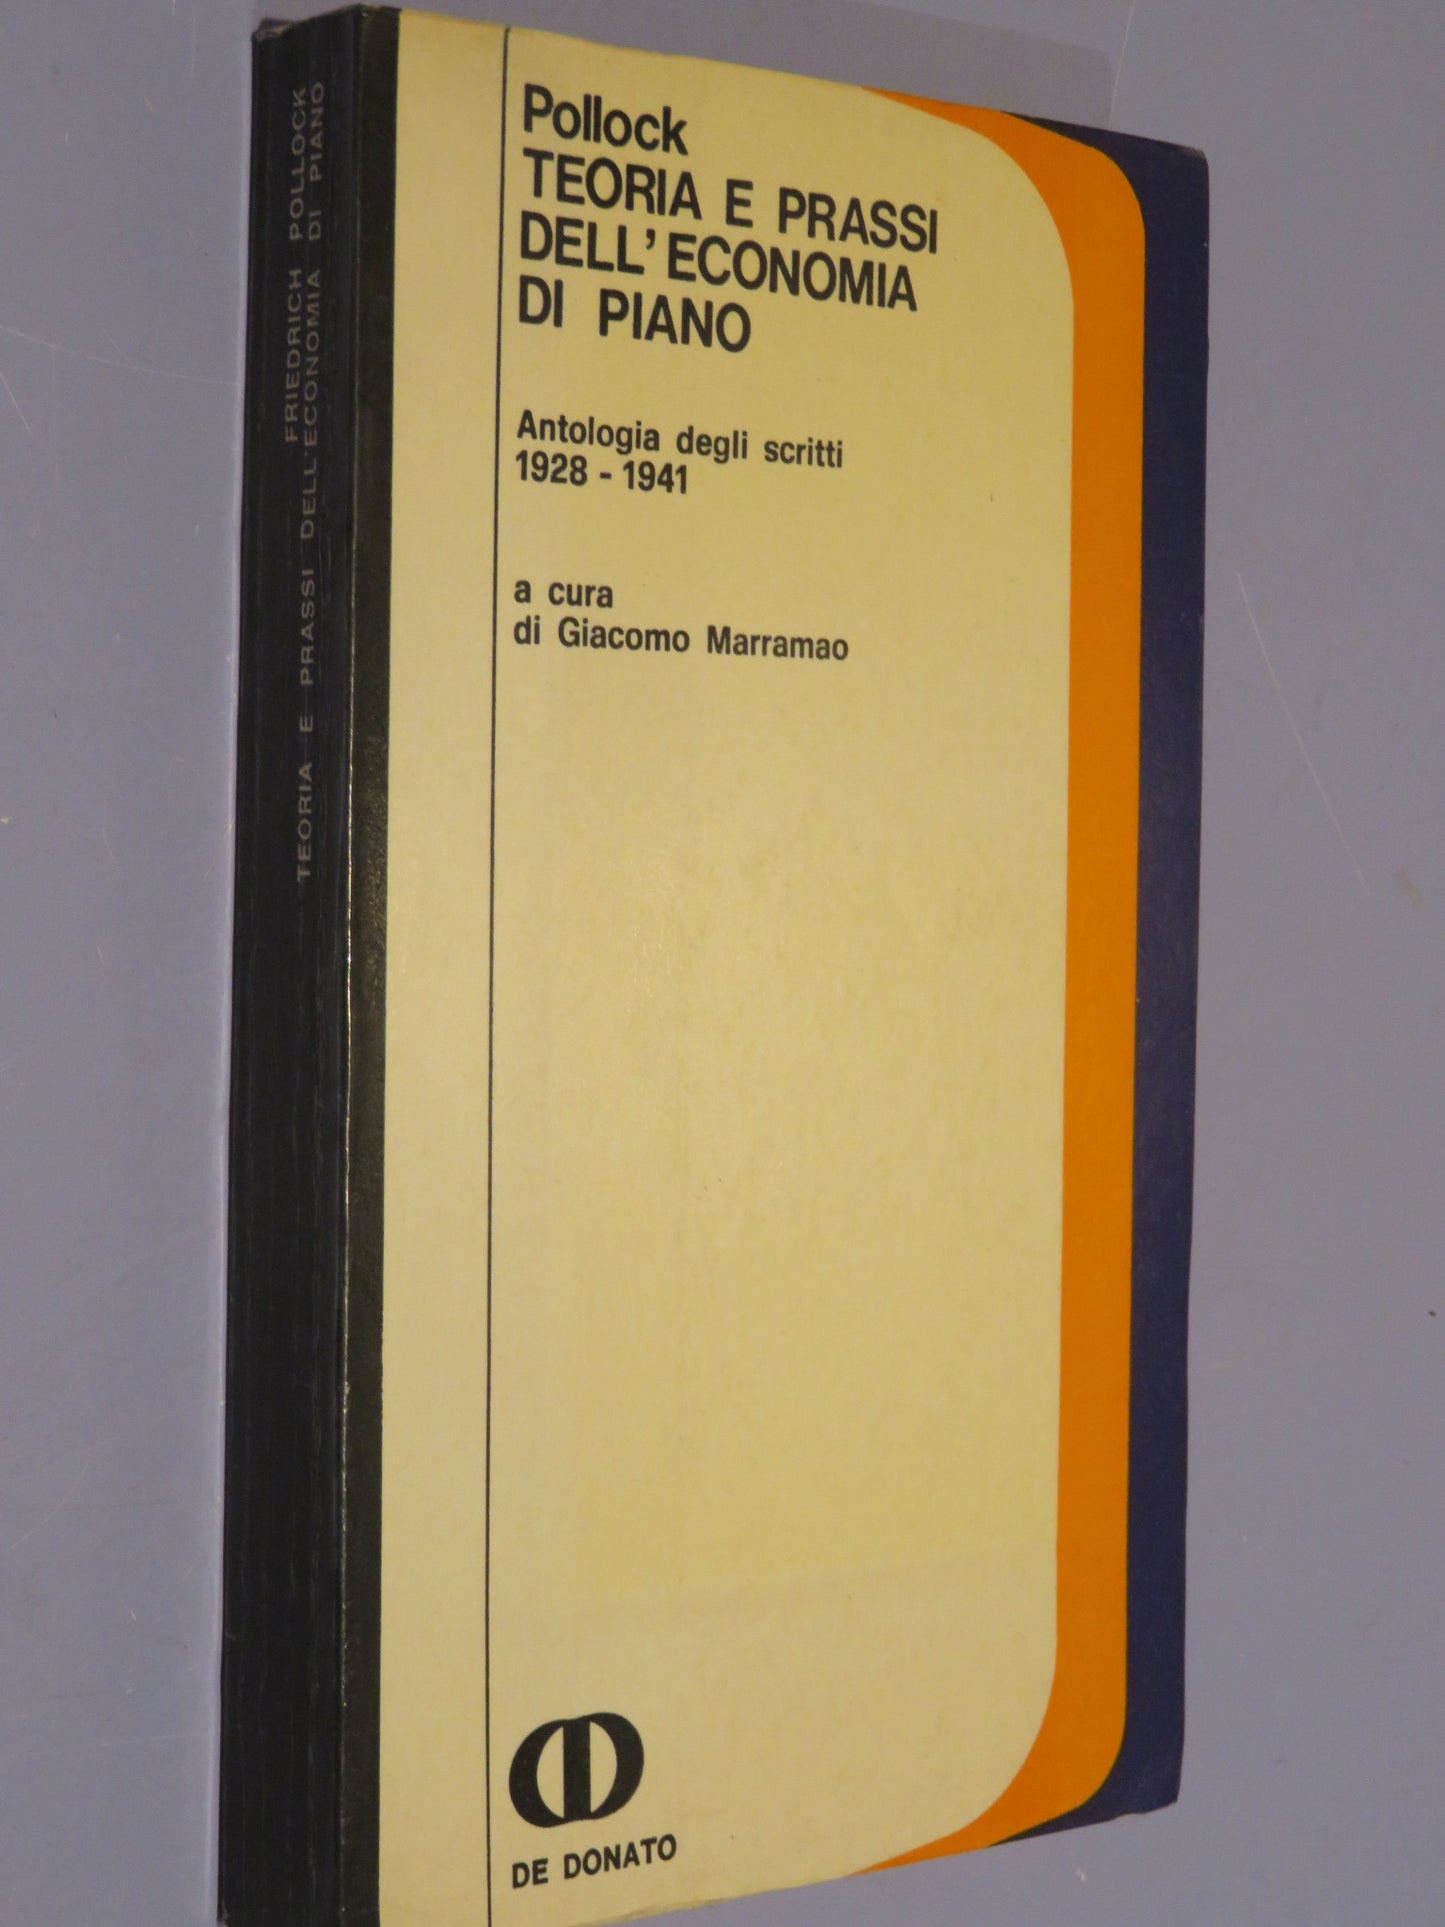 FRIEDRICH POLLOCK
TEORIA E PRASSI DELL'ECONOMIA DI PIANO
Pollock
TEORIA E PRASSI
DELL'ECONOMIA
DI PIANO
Antologia degli scritti
1928 - 1941
a cura
di Giacomo Marramao
DE DONATO